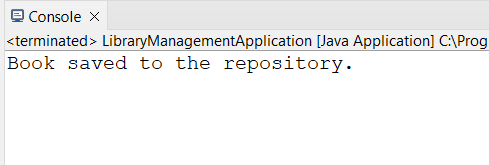 Console
<terminated> LibraryManagementApplication [Java Application] C:\Prog
Book saved to the repository.